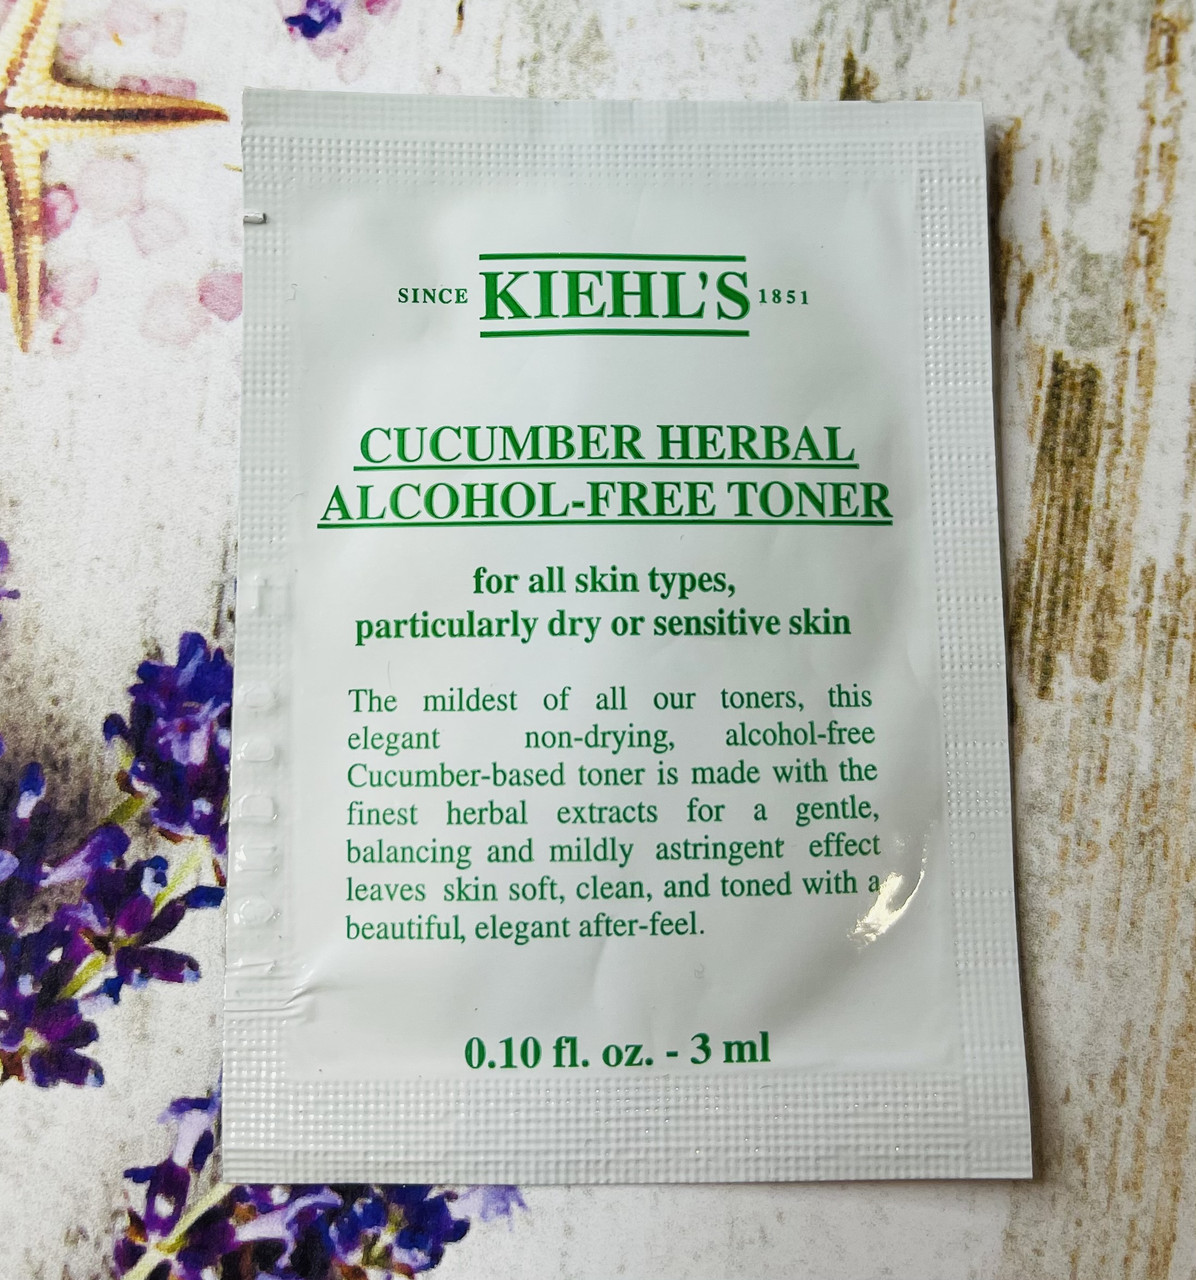 SINCE KIEHL'S 1851
CUCUMBER HERBAL
ALCOHOL-FREE TONER
for all skin types,
particularly dry or sensitive skin
The mildest of all our toners, this
elegant non-drying, alcohol-free
Cucumber-based toner is made with the
finest herbal extracts for a gentle,
balancing and mildly astringent effect
leaves skin soft, clean, and toned with a
beautiful, elegant after-feel.
0.10 fl. oz. - 3 ml